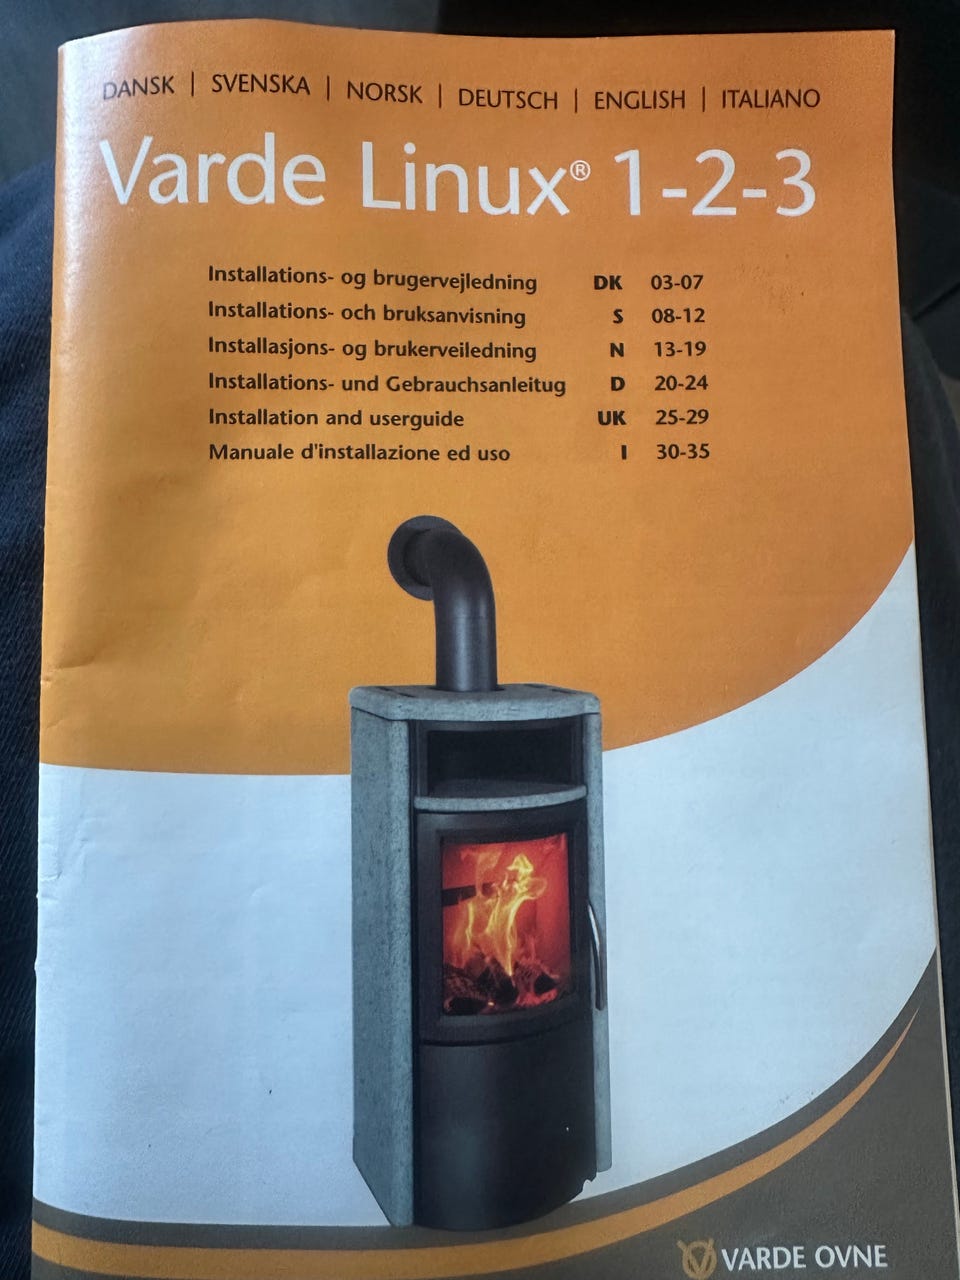 DANSK | SVENSKA | NORSK | DEUTSCH | ENGLISH | ITALIANO
Varde Linux® 1-2-3
Installations- og brugervejledning DK 03-07
Installations- och bruksanvisning S 08-12
Installasjons- og brukerveiledning N 13-19
Installations- und Gebrauchsanleitug D 20-24
Installation and userguide UK 25-29
Manuale d'installazione ed uso I 30-35
VARDE OVNE